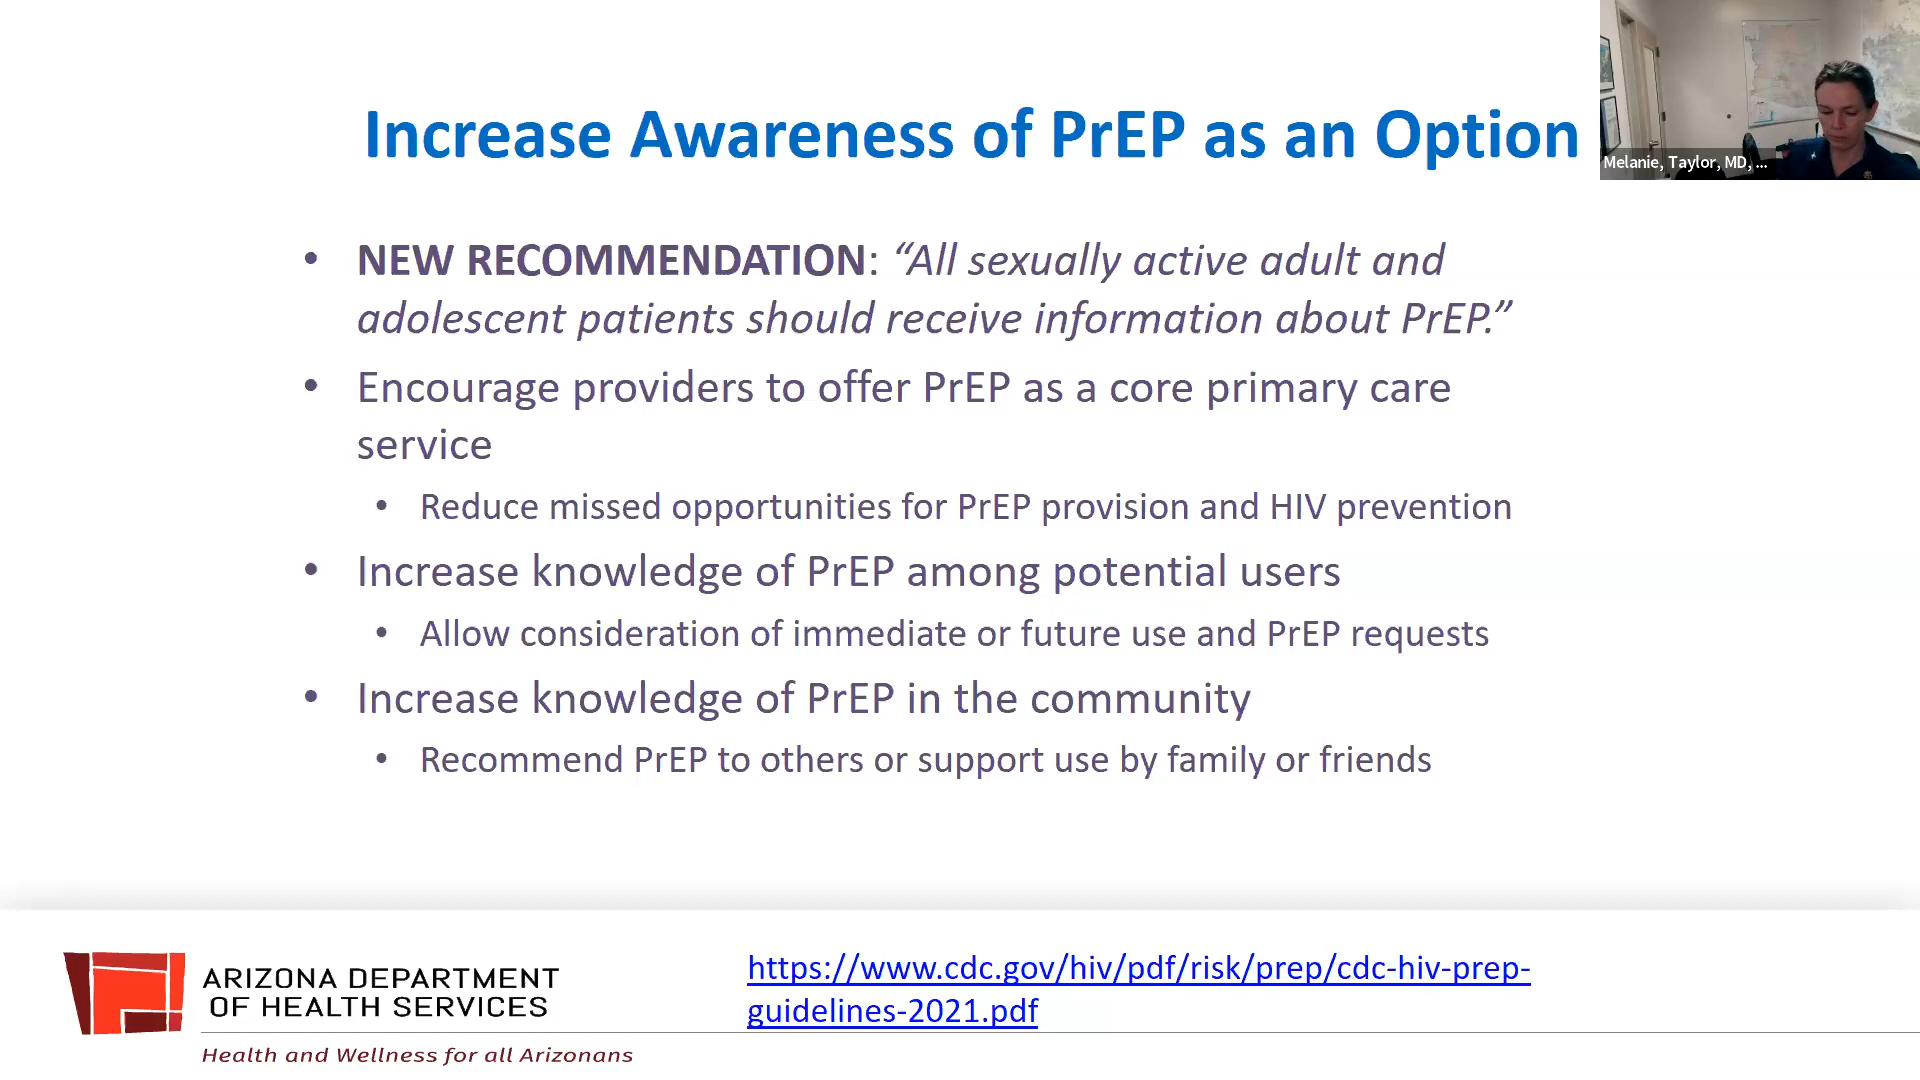 Increase Awareness of PrEP as an Option
Melanie, Taylor, MD, ...
• NEW RECOMMENDATION: “All sexually active adult and
adolescent patients should receive information about PrEP.”
• Encourage providers to offer PrEP as a core primary care
service
• Reduce missed opportunities for PrEP provision and HIV prevention
• Increase knowledge of PrEP among potential users
• Allow consideration of immediate or future use and PrEP requests
• Increase knowledge of PrEP in the community
• Recommend PrEP to others or support use by family or friends
ARIZONA DEPARTMENT
OF HEALTH SERVICES
Health and Wellness for all Arizonans
https://www.cdc.gov/hiv/pdf/risk/prep/cdc-hiv-prep-
guidelines-2021.pdf